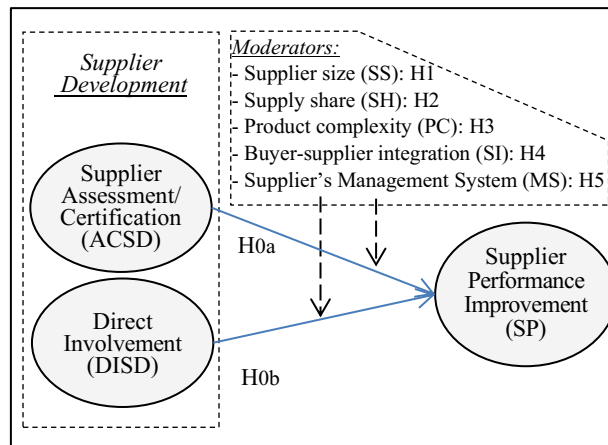 Supplier
Development
Moderators:
- Supplier size (SS): H1
- Supply share (SH): H2
- Product complexity (PC): H3
- Buyer-supplier integration (SI): H4
- Supplier's Management System (MS): H5
Supplier
Assessment/
Certification
(ACSD)
H0a
Direct
Involvement
(DISD)
H0b
Supplier
Performance
Improvement
(SP)